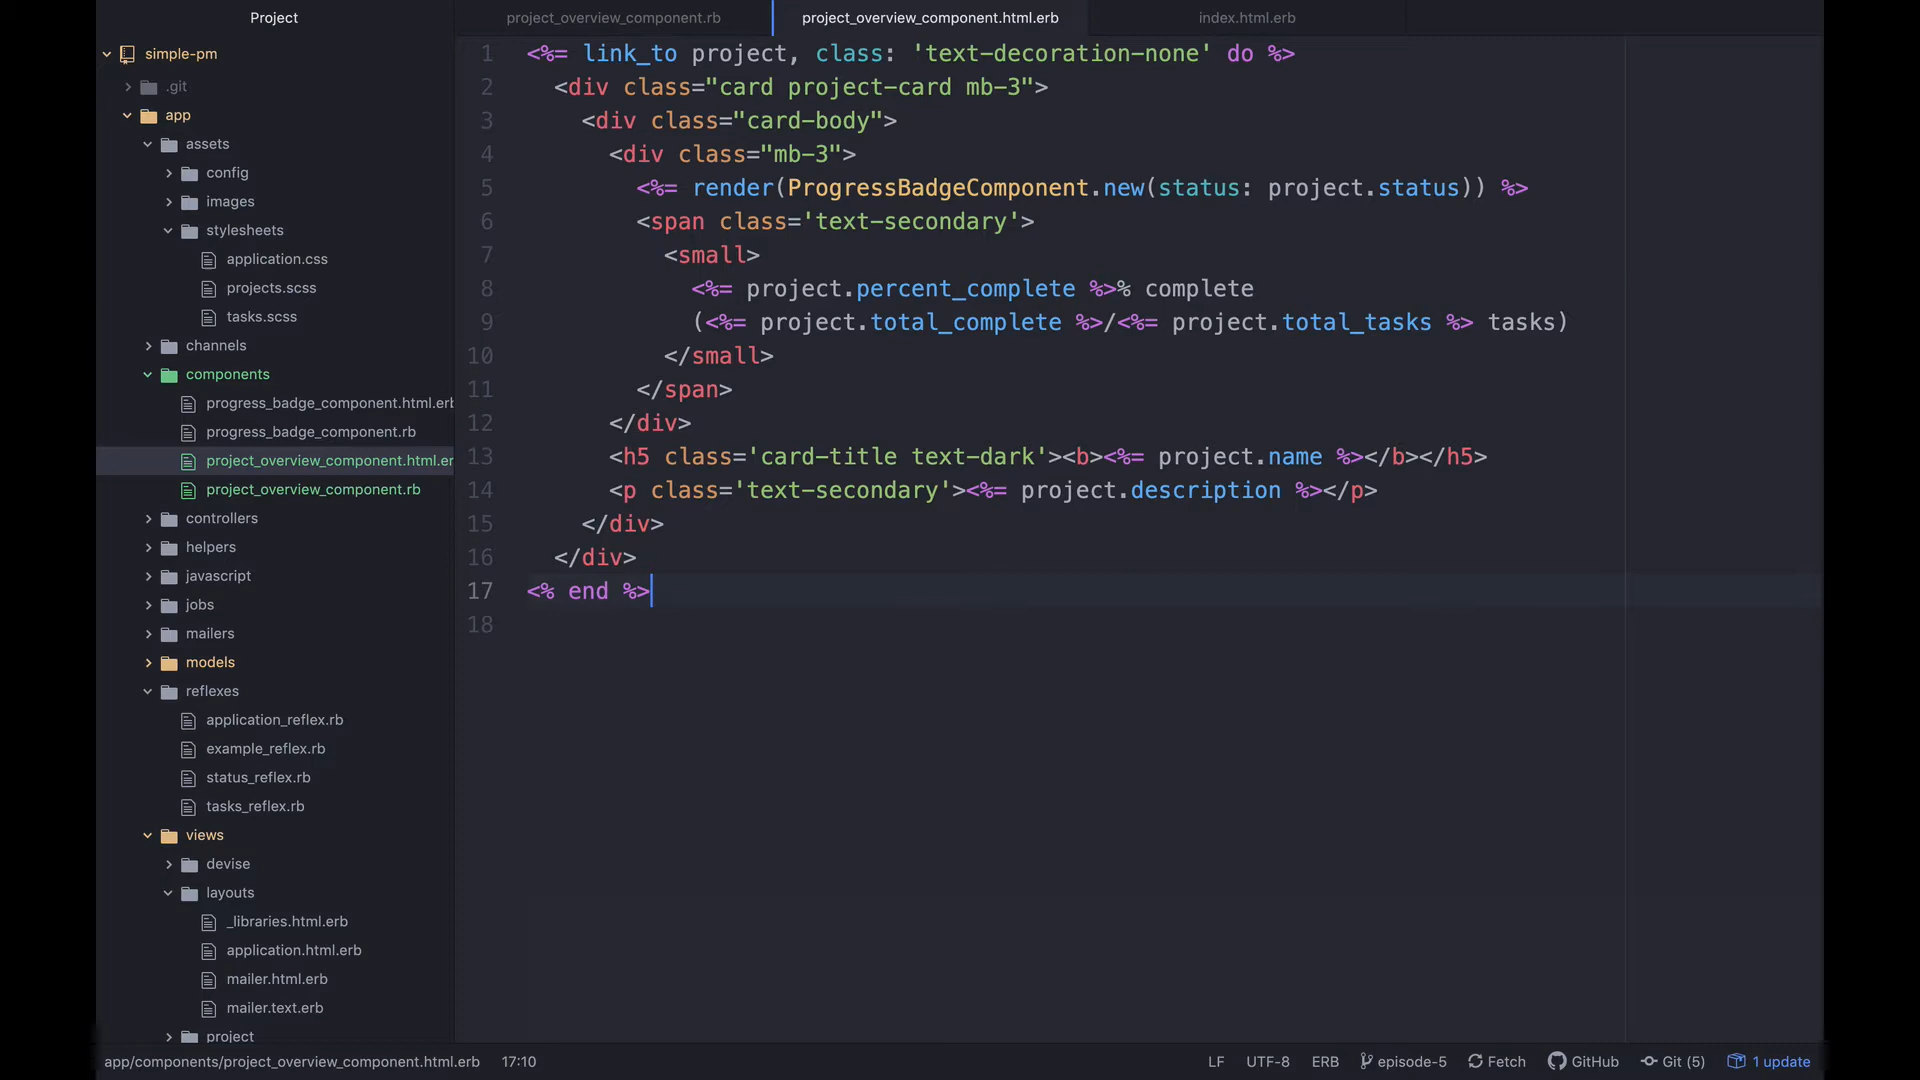 Project
project_overview_component.rb
project_overview_component.html.erb
index.html.erb
simple-pm
.git
app
assets
config
images
stylesheets
application.css
projects.scss
tasks.scss
channels
components
progress_badge_component.html.erb
progress_badge_component.rb
project_overview_component.html.er
project_overview_component.rb
controllers
helpers
javascript
jobs
mailers
models
reflexes
application_reflex.rb
example_reflex.rb
status_reflex.rb
tasks_reflex.rb
views
devise
layouts
_libraries.html.erb
application.html.erb
mailer.html.erb
mailer.text.erb
project
1 <%= link_to project, class: 'text-decoration-none' do %>
2 <div class="card project-card mb-3">
3 <div class="card-body">
4 <div class="mb-3">
5 <%= render(ProgressBadgeComponent.new(status: project.status)) %>
6 <span class='text-secondary'>
7 <small>
8 <%= project.percent_complete %>% complete
9 (<%= project.total_complete %>/<%= project.total_tasks %> tasks)
10 </small>
11 </span>
12 </div>
13 <h5 class='card-title text-dark'><b><%= project.name %></b></h5>
14 <p class='text-secondary'><%= project.description %></p>
15 </div>
16 </div>
17 <% end %>
18
app/components/project_overview_component.html.erb 17:10
LF UTF-8 ERB episode-5 Fetch GitHub Git (5) 1 update